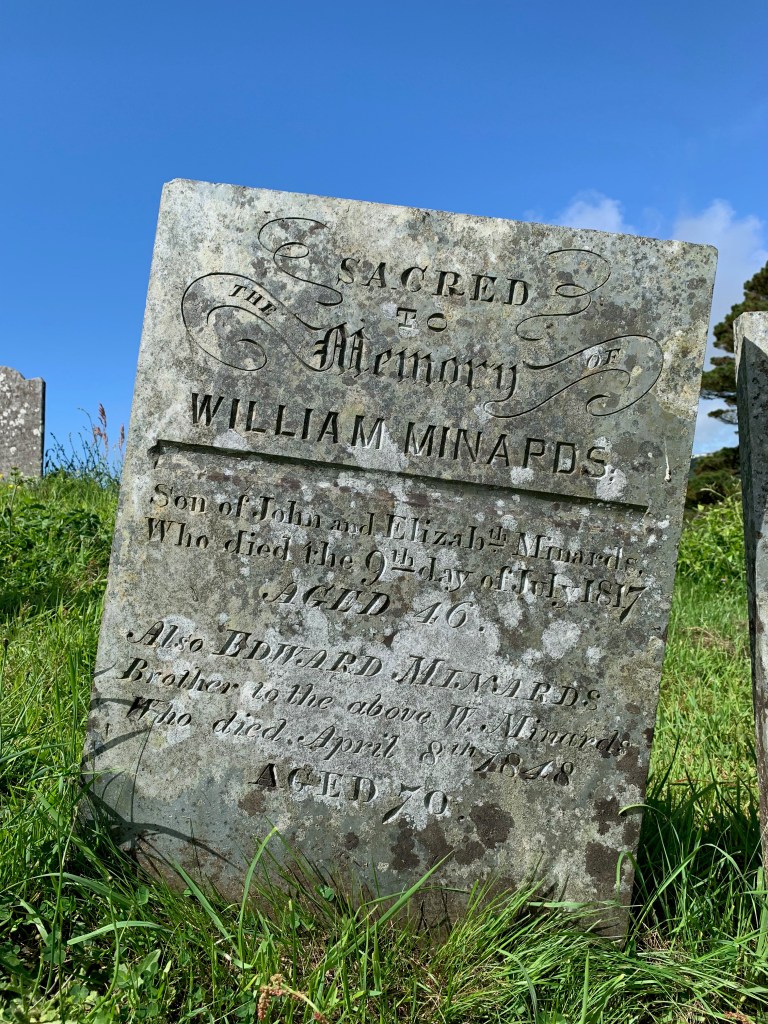 SACRED
TO
THE Memory OF
WILLIAM MINARDS.
Son of John and Elizabth Minards,
Who died the 9th day of July 1817
AGED 46.
Also EDWARD MINARDS
Brother to the above W. Minards
Who died April 8th 1848
AGED 70.